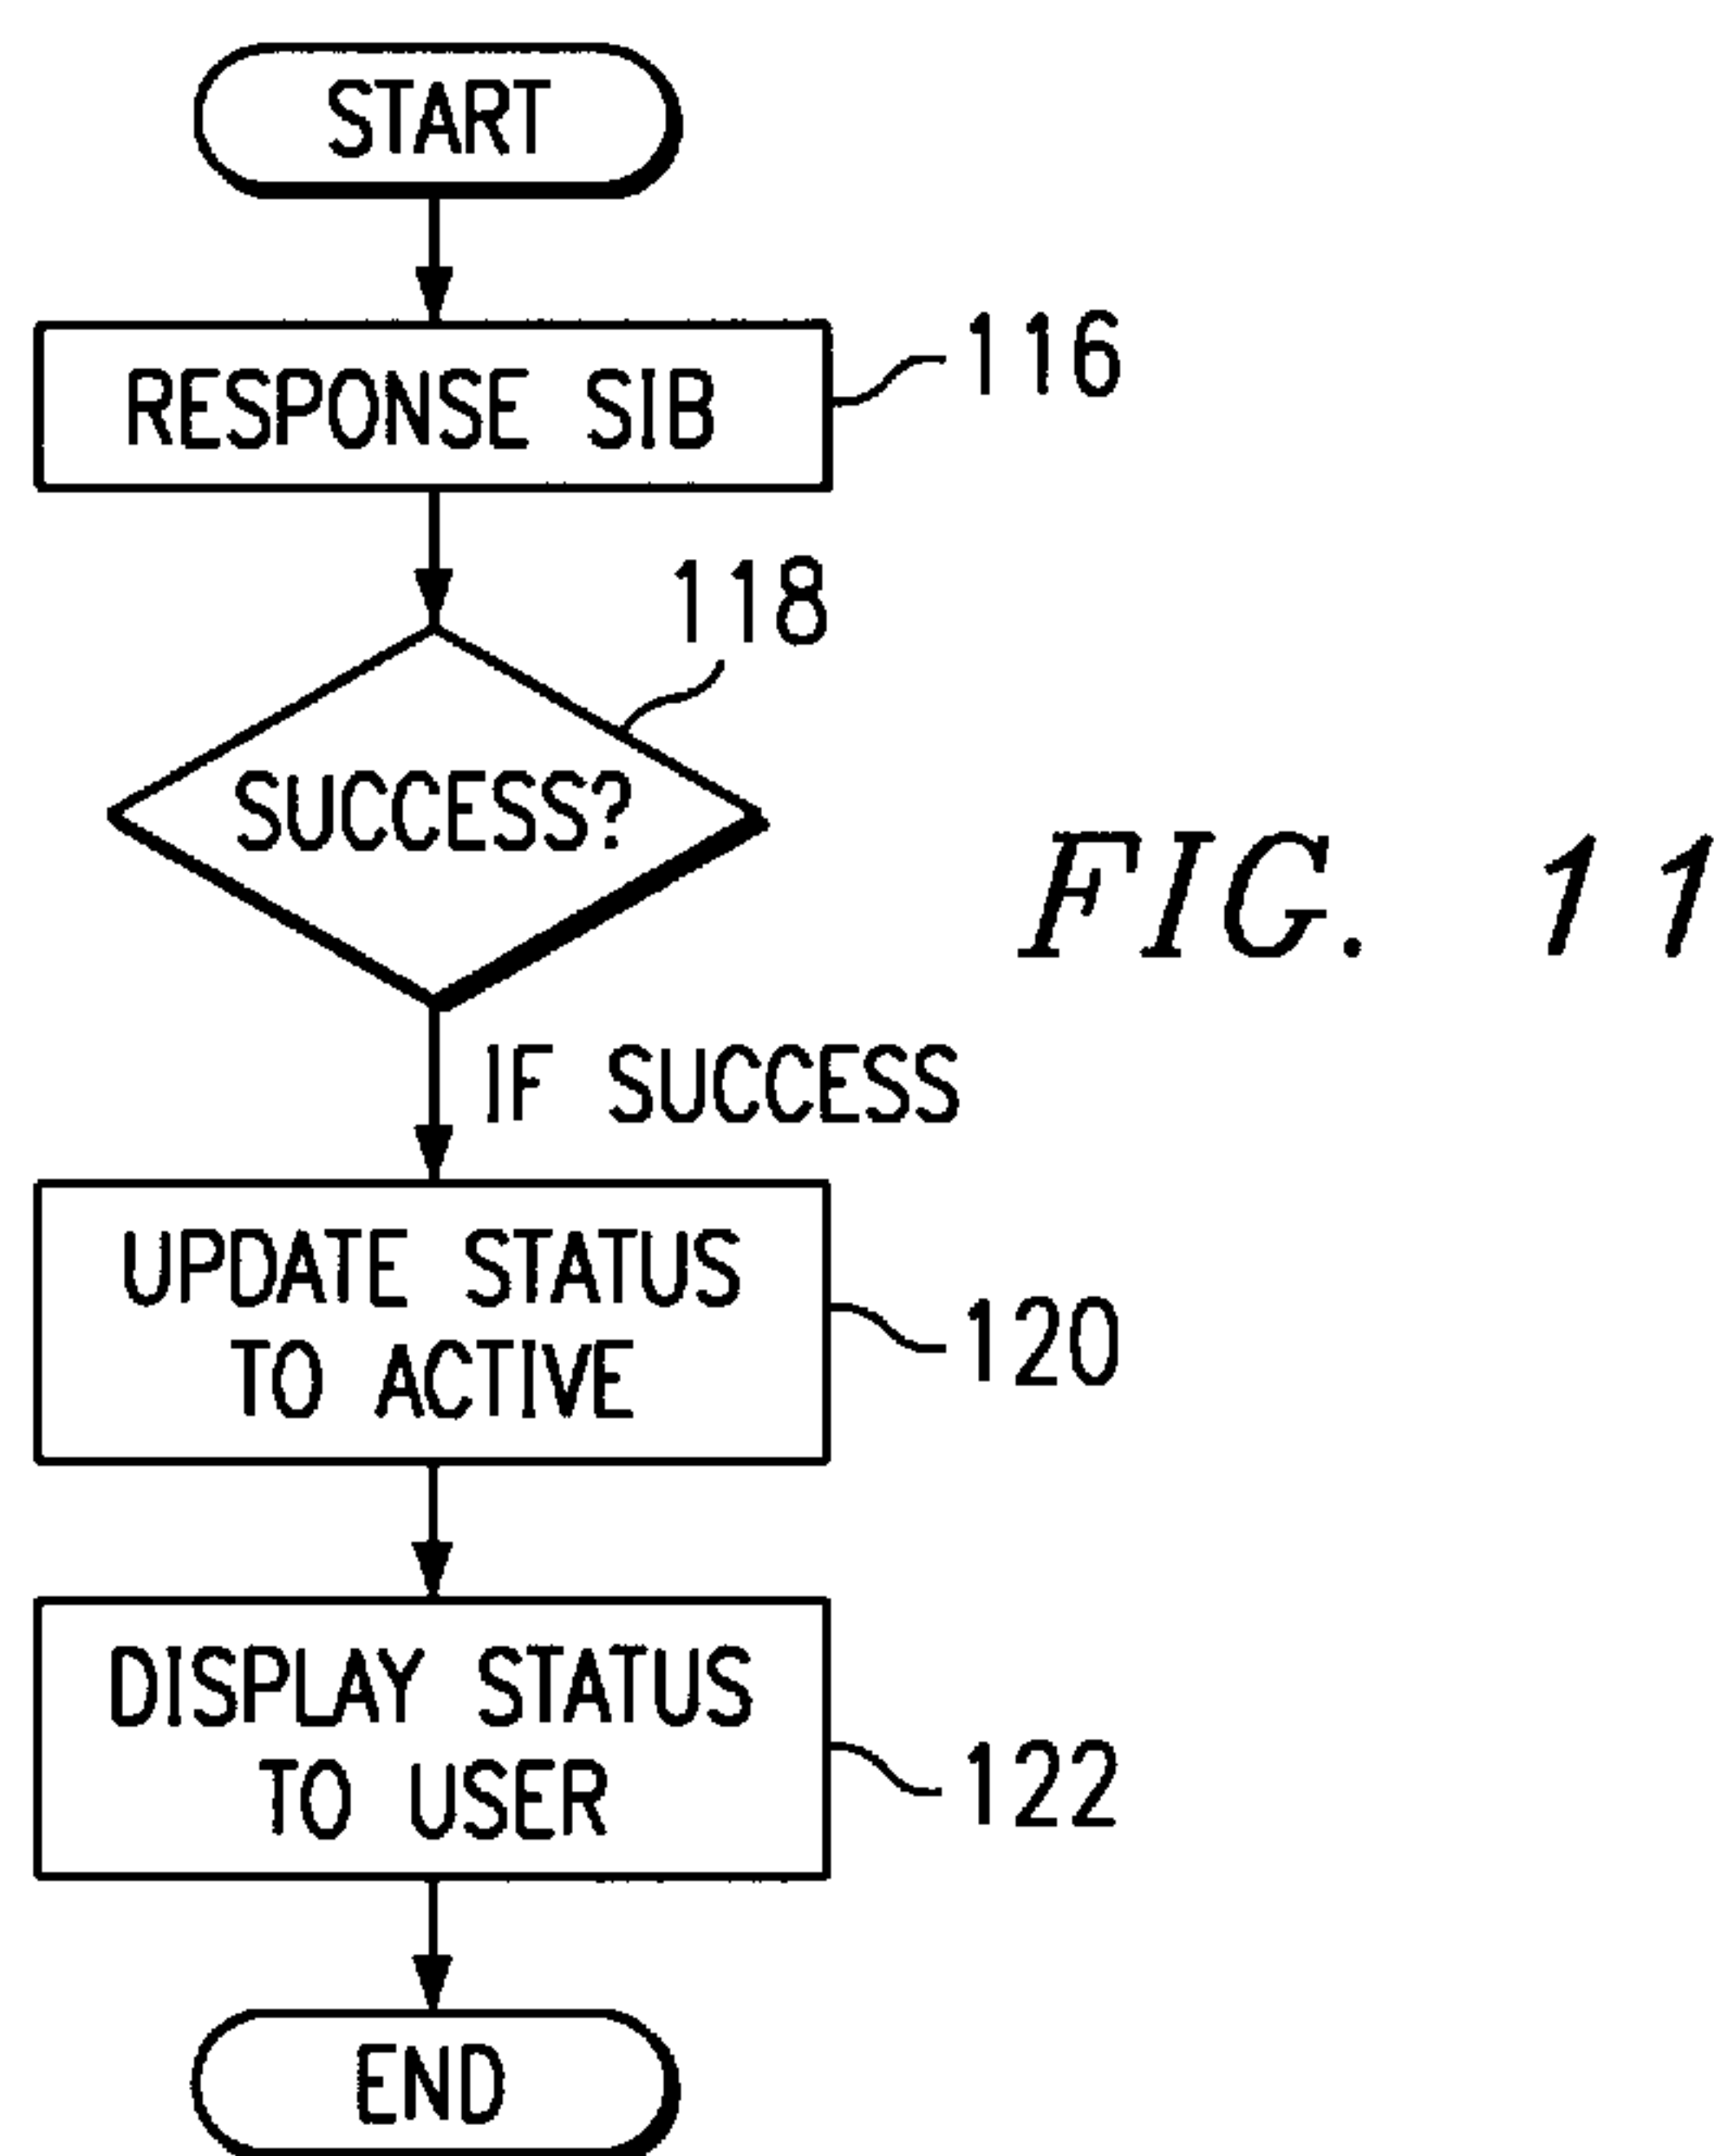 START
RESPONSE SIB
116
118
SUCCESS?
FIG. 11
IF SUCCESS
UPDATE STATUS
TO ACTIVE
120
DISPLAY STATUS
TO USER
122
END